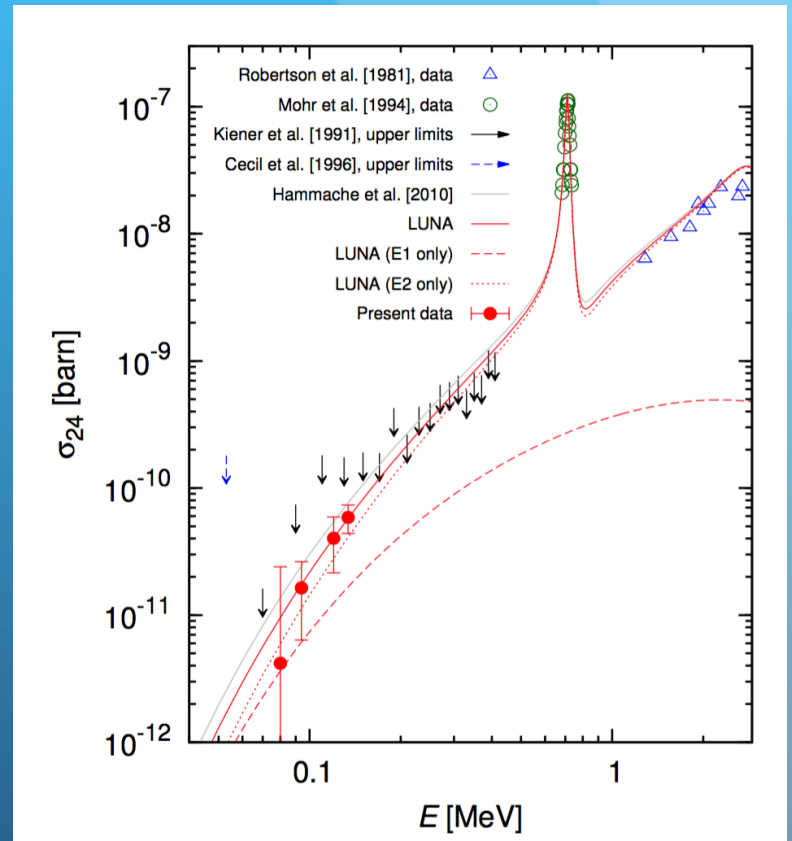 Robertson et al. [1981], data
Mohr et al. [1994], data
Kiener et al. [1991], upper limits
Cecil et al. [1996], upper limits
Hammache et al. [2010]
LUNA
LUNA (E1 only)
LUNA (E2 only)
Present data
10⁻⁷
10⁻⁸
10⁻⁹
10⁻¹⁰
10⁻¹¹
10⁻¹²
σ₂₄ [barn]
0.1
1
E [MeV]